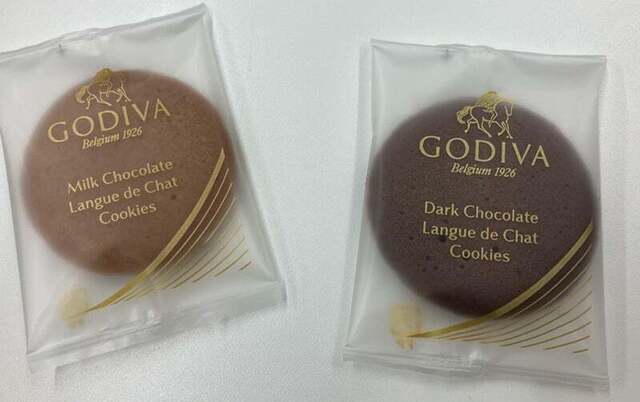 GODIVA
Belgium 1926
Milk Chocolate
Langue de Chat
Cookies
GODIVA
Belgium 1926
Dark Chocolate
Langue de Chat
Cookies